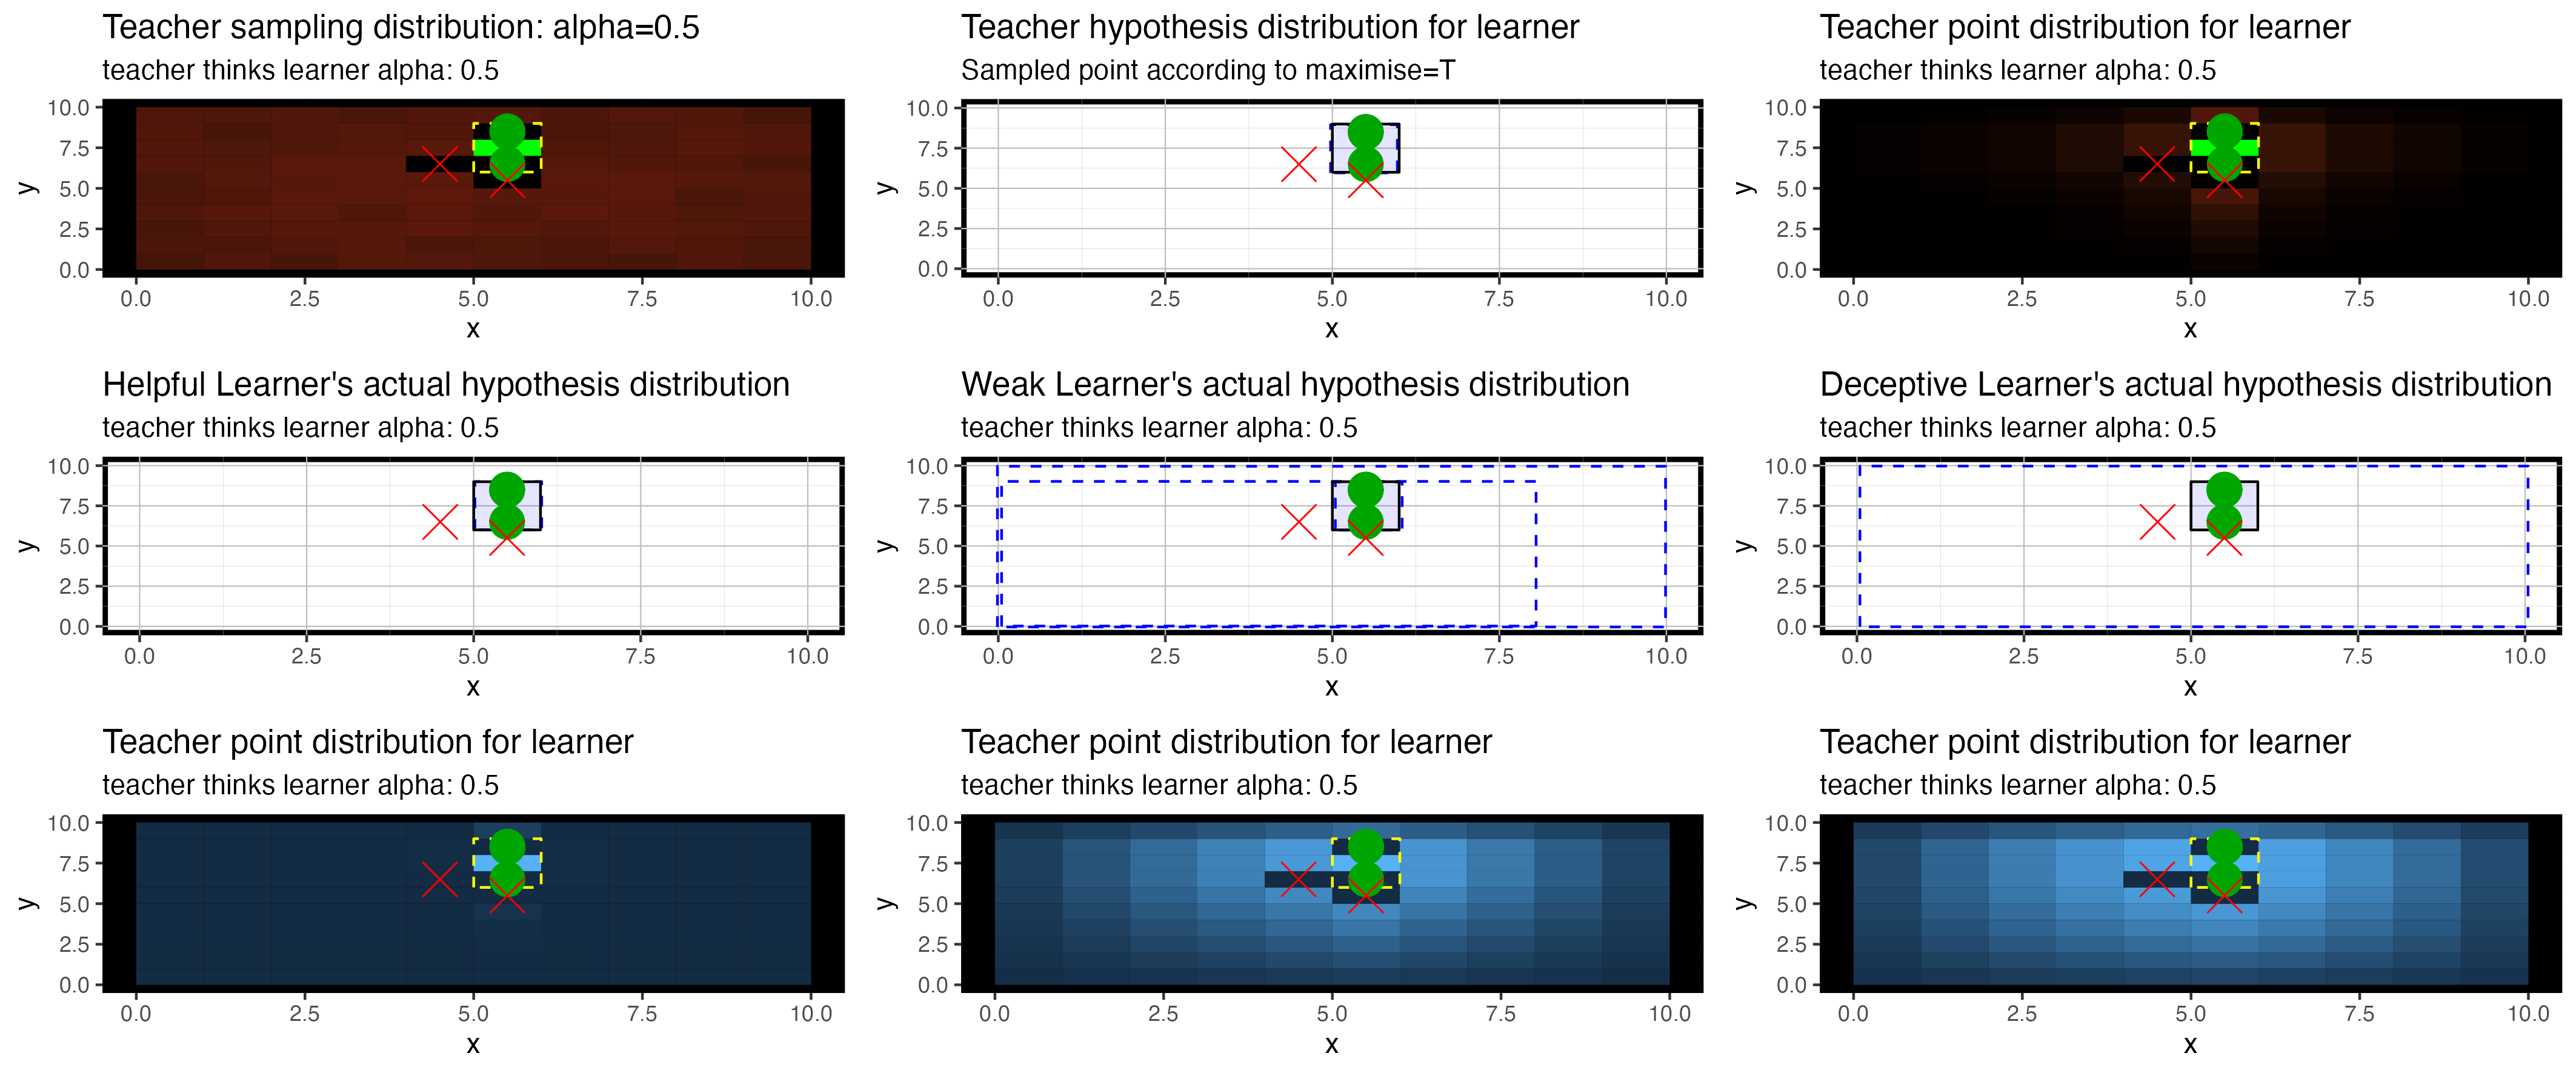 Teacher sampling distribution: alpha=0.5
teacher thinks learner alpha: 0.5
10.0
7.5
5.0
2.5
0.0
y
0.0 2.5 5.0 7.5 10.0
x
Teacher hypothesis distribution for learner
Sampled point according to maximise=T
10.0
7.5
5.0
2.5
0.0
y
0.0 2.5 5.0 7.5 10.0
x
Teacher point distribution for learner
teacher thinks learner alpha: 0.5
10.0
7.5
5.0
2.5
0.0
y
0.0 2.5 5.0 7.5 10.0
x
Helpful Learner's actual hypothesis distribution
teacher thinks learner alpha: 0.5
10.0
7.5
5.0
2.5
0.0
y
0.0 2.5 5.0 7.5 10.0
x
Weak Learner's actual hypothesis distribution
teacher thinks learner alpha: 0.5
10.0
7.5
5.0
2.5
0.0
y
0.0 2.5 5.0 7.5 10.0
x
Deceptive Learner's actual hypothesis distribution
teacher thinks learner alpha: 0.5
10.0
7.5
5.0
2.5
0.0
y
0.0 2.5 5.0 7.5 10.0
x
Teacher point distribution for learner
teacher thinks learner alpha: 0.5
10.0
7.5
5.0
2.5
0.0
y
0.0 2.5 5.0 7.5 10.0
x
Teacher point distribution for learner
teacher thinks learner alpha: 0.5
10.0
7.5
5.0
2.5
0.0
y
0.0 2.5 5.0 7.5 10.0
x
Teacher point distribution for learner
teacher thinks learner alpha: 0.5
10.0
7.5
5.0
2.5
0.0
y
0.0 2.5 5.0 7.5 10.0
x